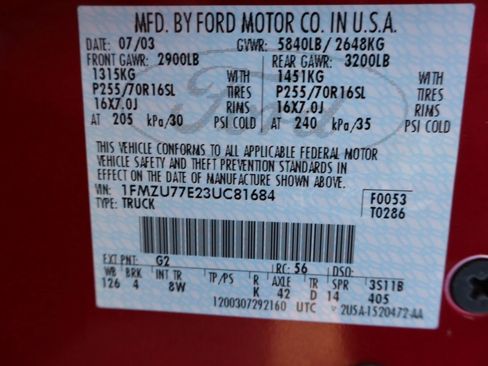 MFD. BY FORD MOTOR CO. IN U.S.A.
DATE: 07/03 GVWR: 5840LB / 2648KG
FRONT GAWR: 2900LB REAR GAWR: 3200LB
1315KG WITH 1451KG WITH
P255/70R16SL TIRES P255/70R16SL TIRES
16X7.0J RIMS 16X7.0J RIMS
AT 205 kPa/30 PSI COLD AT 240 kPa/35 PSI COLD
THIS VEHICLE CONFORMS TO ALL APPLICABLE FEDERAL MOTOR
VEHICLE SAFETY AND THEFT PREVENTION STANDARDS IN
EFFECT ON THE DATE OF MANUFACTURE SHOWN ABOVE.
VIN: 1FMZU77E23UC81684 F0053
TYPE: TRUCK T0286
Ford
EXT PNT: G2 RC: 56 DSO:
WB BRK INT TR TP/PS R AXLE TR SPR 3S11B
126 4 8W K 42 D 14 405
1200307292160 UTC 2U5A-1520472-AA